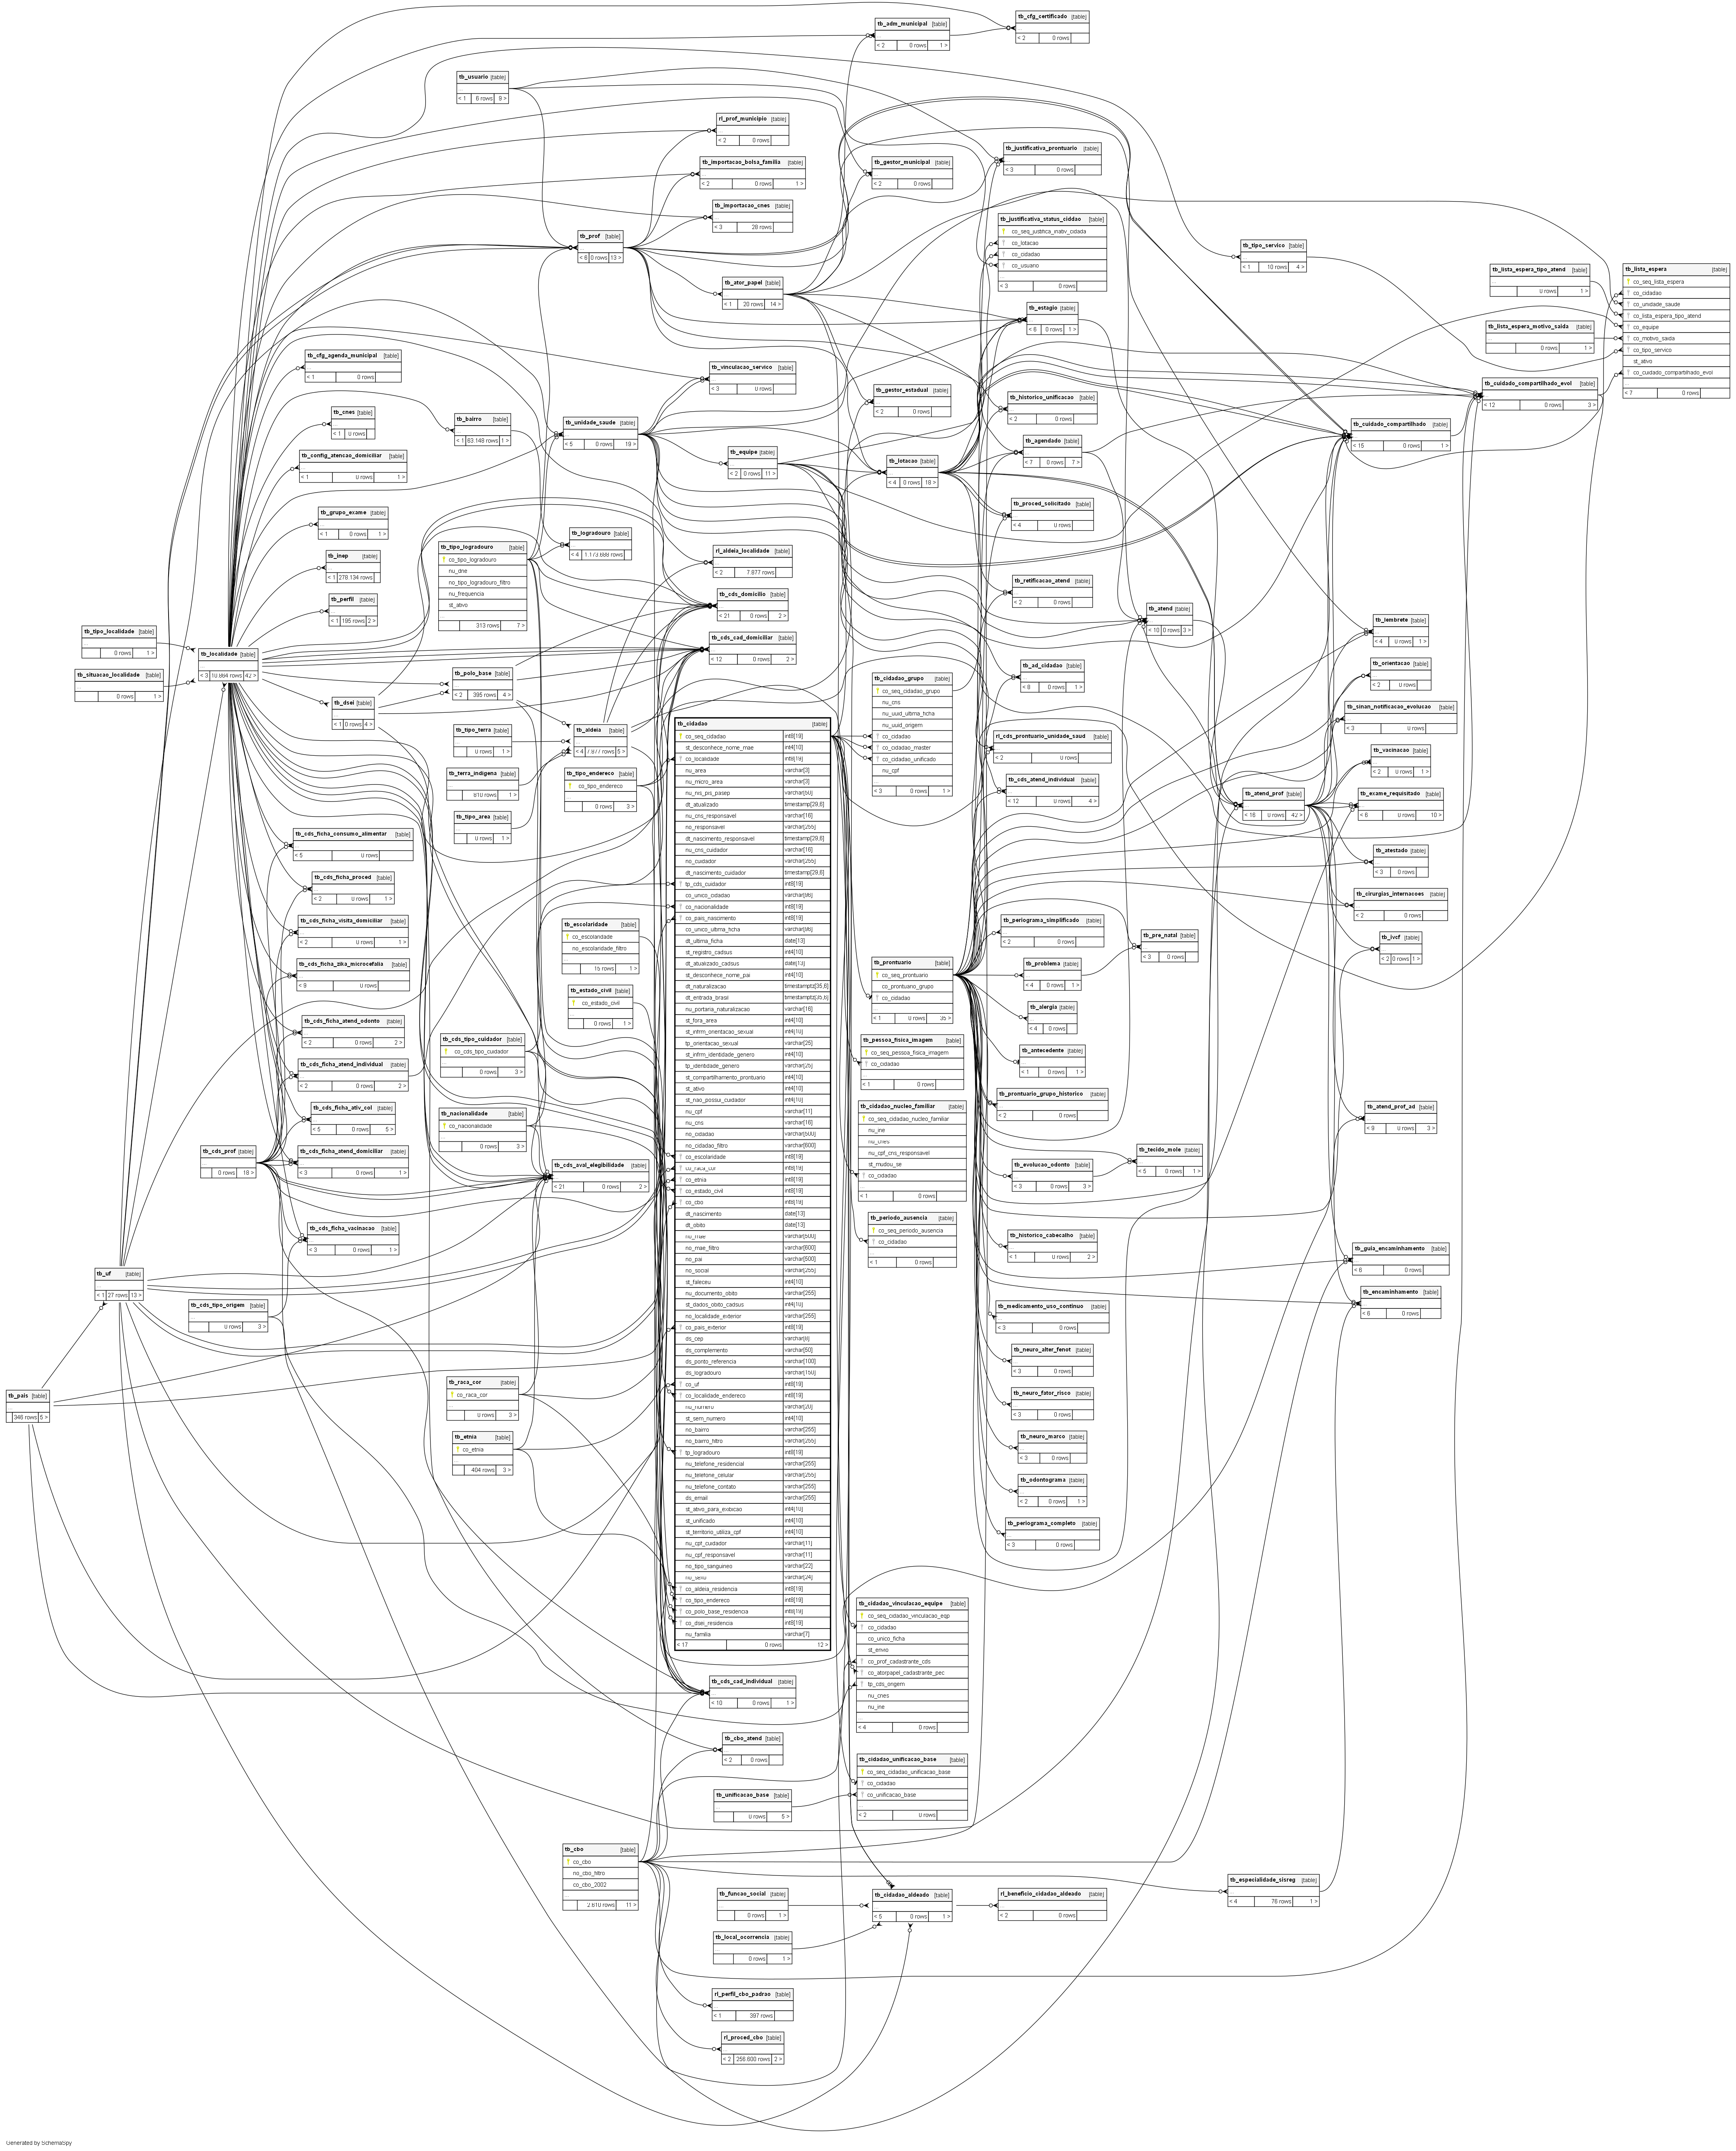 tb_adm_municipal [table]
< 2 0 rows 1 >
tb_cfg_certificado [table]
< 2 0 rows
tb_usuario [table]
< 1 6 rows 9 >
rl_prof_municipio [table]
< 2 0 rows
tb_importacao_bolsa_familia [table]
< 2 0 rows 1 >
tb_importacao_cnes [table]
< 3 28 rows
tb_prof [table]
< 6 0 rows 13 >
tb_ator_papel [table]
< 1 20 rows 14 >
tb_gestor_municipal [table]
< 2 0 rows
tb_justificativa_prontuario [table]
< 3 0 rows
tb_justificativa_status_ciddao [table]
co_seq_justifica_inativ_cidada
co_lotacao
co_cidadao
co_usuario
< 3 0 rows
tb_estagio [table]
< 6 0 rows 1 >
tb_tipo_servico [table]
< 1 10 rows 4 >
tb_lista_espera_tipo_atend [table]
0 rows 1 >
tb_lista_espera_motivo_saida [table]
0 rows 1 >
tb_lista_espera [table]
co_seq_lista_espera
co_cidadao
co_unidade_saude
co_lista_espera_tipo_atend
co_equipe
co_motivo_saida
co_tipo_servico
st_ativo
co_cuidado_compartilhado_evol
< 7 0 rows
tb_cfg_agenda_municipal [table]
< 1 0 rows
tb_cnes [table]
< 1 0 rows
tb_bairro [table]
< 1 63.148 rows 1 >
tb_config_atencao_domiciliar [table]
< 1 0 rows 1 >
tb_grupo_exame [table]
< 1 0 rows 1 >
tb_inep [table]
< 1 278.134 rows
tb_perfil [table]
< 1 195 rows 2 >
tb_tipo_localidade [table]
0 rows 1 >
tb_situacao_localidade [table]
0 rows 1 >
tb_localidade [table]
tb_vinculacao_servico [table]
< 3 0 rows
tb_unidade_saude [table]
< 5 0 rows 19 >
tb_equipe [table]
< 2 0 rows 11 >
tb_gestor_estadual [table]
< 2 0 rows
tb_lotacao [table]
< 4 0 rows 18 >
tb_historico_unificacao [table]
< 2 0 rows
tb_agendado [table]
< 7 0 rows 7 >
tb_cuidado_compartilhado_evol [table]
< 12 0 rows 3 >
tb_cuidado_compartilhado [table]
< 15 0 rows 1 >
tb_proced_solicitado [table]
< 4 0 rows
tb_retificacao_atend [table]
< 2 0 rows
tb_atend [table]
< 10 0 rows 3 >
tb_tipo_logradouro [table]
co_tipo_logradouro
nu_dne
no_tipo_logradouro_filtro
nu_frequencia
st_ativo
313 rows 7 >
tb_logradouro [table]
rl_aldeia_localidade [table]
< 2 7.877 rows
tb_cds_domicilio [table]
< 21 0 rows 2 >
tb_cds_cad_domiciliar [table]
< 12 0 rows 2 >
tb_polo_base [table]
< 2 385 rows 4 >
tb_dsei [table]
< 1 0 rows 4 >
tb_tipo_terra [table]
0 rows 1 >
tb_terra_indigena [table]
610 rows 1 >
tb_tipo_area [table]
0 rows 1 >
tb_aldeia [table]
< 4 7.877 rows 5 >
tb_tipo_endereco [table]
co_tipo_endereco
0 rows 3 >
tb_cidadao [table]
co_seq_cidadao int8[19]
st_desconhece_nome_mae int4[10]
co_localidade int8[19]
nu_area varchar[3]
nu_micro_area varchar[3]
nu_nis_pis_pasep varchar[50]
dt_atualizado timestamp[29,6]
nu_cns_responsavel varchar[16]
no_responsavel varchar[255]
dt_nascimento_responsavel timestamp[29,6]
nu_cns_cuidador varchar[16]
no_cuidador varchar[255]
dt_nascimento_cuidador timestamp[29,6]
tp_cds_cuidador int8[19]
co_unico_cidadao varchar[96]
co_nacionalidade int8[19]
co_pais_nascimento int8[19]
co_unico_ultima_ficha varchar[96]
dt_ultima_ficha date[13]
st_registro_cadsus int4[10]
dt_atualizado_cadsus date[13]
st_desconhece_nome_pai int4[10]
dt_naturalizacao timestamptz[35,6]
dt_entrada_brasil timestamptz[35,6]
nu_portaria_naturalizacao varchar[16]
st_fora_area int4[10]
st_infrm_orientacao_sexual int4[10]
tp_orientacao_sexual varchar[25]
st_infrm_identidade_genero int4[10]
tp_identidade_genero varchar[25]
st_compartilhamento_prontuario int4[10]
st_ativo int4[10]
st_nao_possui_cuidador int4[10]
nu_cpf varchar[11]
nu_cns varchar[16]
no_cidadao varchar[500]
no_cidadao_filtro varchar[600]
co_escolaridade int8[19]
co_raca_cor int8[19]
co_etnia int8[19]
co_estado_civil int8[19]
co_cbo int8[19]
dt_nascimento date[13]
dt_obito date[13]
no_mae varchar[500]
no_mae_filtro varchar[600]
no_pai varchar[500]
no_social varchar[255]
st_faleceu int4[10]
nu_documento_obito varchar[255]
st_dados_obito_cadsus int4[10]
no_localidade_exterior varchar[255]
co_pais_exterior int8[19]
ds_cep varchar[8]
ds_complemento varchar[50]
ds_ponto_referencia varchar[100]
ds_logradouro varchar[150]
co_uf int8[19]
co_localidade_endereco int8[19]
nu_numero varchar[20]
st_sem_numero int4[10]
no_bairro varchar[255]
no_bairro_filtro varchar[255]
tp_logradouro int8[19]
nu_telefone_residencial varchar[255]
nu_telefone_celular varchar[255]
nu_telefone_contato varchar[255]
ds_email varchar[255]
st_ativo_para_exibicao int4[10]
st_unificado int4[10]
st_territorio_utiliza_cpf int4[10]
nu_cpf_cuidador varchar[11]
nu_cpf_responsavel varchar[11]
no_tipo_sanguineo varchar[22]
co_aldeia_residencia int8[19]
co_tipo_endereco int8[19]
co_polo_base_residencia int8[19]
co_dsei_residencia int8[19]
nu_familia varchar[7]
< 17 0 rows 12 >
tb_cidadao_grupo [table]
co_seq_cidadao_grupo
nu_cns
nu_uuid_ultima_ficha
nu_uuid_origem
co_cidadao
co_cidadao_master
co_cidadao_unificado
nu_cpf
< 3 0 rows 1 >
tb_ad_cidadao [table]
< 8 0 rows 1 >
rl_cds_prontuario_unidade_saud [table]
< 2 0 rows
tb_cds_atend_individual [table]
< 12 0 rows 4 >
tb_atend_prof [table]
< 16 0 rows 42 >
tb_lembrete [table]
< 4 0 rows 1 >
tb_orientacao [table]
< 2 0 rows
tb_sinan_notificacao_evolucao [table]
< 3 0 rows
tb_vacinacao [table]
< 2 0 rows 1 >
tb_exame_requisitado [table]
< 6 0 rows 10 >
tb_atestado [table]
< 3 0 rows
tb_cirurgias_internacoes [table]
< 2 0 rows
tb_ivcf [table]
< 2 0 rows 1 >
tb_cds_ficha_consumo_alimentar [table]
< 5 0 rows
tb_cds_ficha_proced [table]
< 2 0 rows 1 >
tb_cds_ficha_visita_domiciliar [table]
< 2 0 rows 1 >
tb_cds_ficha_zika_microcefalia [table]
< 9 0 rows
tb_cds_ficha_atend_odonto [table]
< 2 0 rows 2 >
tb_cds_ficha_atend_individual [table]
< 2 0 rows 2 >
tb_cds_ficha_ativ_col [table]
< 5 0 rows 5 >
tb_cds_ficha_atend_domiciliar [table]
< 3 0 rows 1 >
tb_cds_prof [table]
0 rows 18 >
tb_cds_ficha_vacinacao [table]
< 3 0 rows 1 >
tb_escolaridade [table]
co_escolaridade
no_escolaridade_filtro
15 rows 1 >
tb_estado_civil [table]
co_estado_civil
0 rows 1 >
tb_cds_tipo_cuidador [table]
co_cds_tipo_cuidador
0 rows 3 >
tb_nacionalidade [table]
co_nacionalidade
0 rows 3 >
tb_cds_aval_elegibilidade [table]
< 21 0 rows 2 >
tb_prontuario [table]
co_seq_prontuario
co_prontuario_grupo
co_cidadao
< 1 0 rows 35 >
tb_pessoa_fisica_imagem [table]
co_seq_pessoa_fisica_imagem
co_cidadao
< 1 0 rows
tb_cidadao_nucleo_familiar [table]
co_seq_cidadao_nucleo_familiar
nu_ine
nu_cnes
nu_cpf_cns_responsavel
st_mudou_se
co_cidadao
< 1 0 rows
tb_periodo_ausencia [table]
co_seq_periodo_ausencia
co_cidadao
< 1 0 rows
tb_periograma_simplificado [table]
< 2 0 rows
tb_problema [table]
< 4 0 rows 1 >
tb_pre_natal [table]
< 3 0 rows
tb_alergia [table]
< 4 0 rows
tb_antecedente [table]
< 1 0 rows 1 >
tb_prontuario_grupo_historico [table]
< 2 0 rows
tb_evolucao_odonto [table]
< 3 0 rows 3 >
tb_tecido_mole [table]
< 5 0 rows 1 >
tb_atend_prof_ad [table]
< 9 0 rows 3 >
tb_historico_cabecalho [table]
< 1 0 rows 2 >
tb_guia_encaminhamento [table]
< 6 0 rows
tb_encaminhamento [table]
< 6 0 rows
tb_medicamento_uso_continuo [table]
< 3 0 rows
tb_neuro_alter_fenot [table]
< 3 0 rows
tb_neuro_fator_risco [table]
< 3 0 rows
tb_neuro_marco [table]
< 3 0 rows
tb_odontograma [table]
< 2 0 rows 1 >
tb_periograma_completo [table]
< 3 0 rows
tb_uf [table]
< 1 27 rows 13 >
tb_cds_tipo_origem [table]
0 rows 3 >
tb_pais [table]
346 rows 5 >
tb_raca_cor [table]
co_raca_cor
0 rows 3 >
tb_etnia [table]
co_etnia
404 rows 3 >
tb_cidadao_vinculacao_equipe [table]
co_seq_cidadao_vinculacao_eqp
co_cidadao
co_unico_ficha
st_envio
co_prof_cadastrante_cds
co_atorpapel_cadastrante_pec
tp_cds_origem
nu_cnes
nu_ine
< 4 0 rows
tb_cds_cad_individual [table]
< 10 0 rows 1 >
tb_cbo_atend [table]
< 2 0 rows
tb_unificacao_base [table]
0 rows 5 >
tb_cidadao_unificacao_base [table]
co_seq_cidadao_unificacao_base
co_cidadao
co_unificacao_base
< 2 0 rows
tb_cbo [table]
co_cbo
no_cbo_filtro
co_cbo_2002
2.610 rows 11 >
tb_funcao_social [table]
0 rows 1 >
tb_local_ocorrencia [table]
0 rows 1 >
tb_cidadao_aldeado [table]
< 5 0 rows 1 >
rl_beneficio_cidadao_aldeado [table]
< 2 0 rows
tb_especialidade_sisreg [table]
< 4 76 rows 1 >
rl_perfil_cbo_padrao [table]
< 1 397 rows
rl_proced_cbo [table]
< 2 256.600 rows 2 >
Generated by SchemaSpy